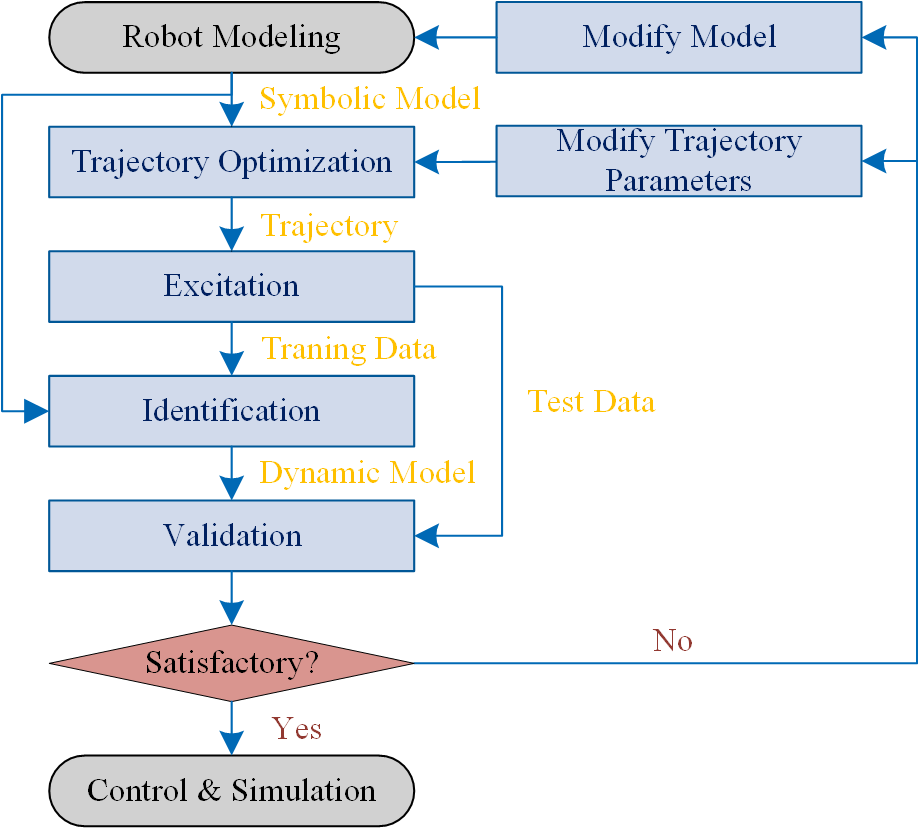 Robot Modeling
Modify Model
Symbolic Model
Trajectory Optimization
Modify Trajectory
Parameters
Trajectory
Excitation
Traning Data
Test Data
Identification
Dynamic Model
Validation
Satisfactory?
No
Yes
Control & Simulation